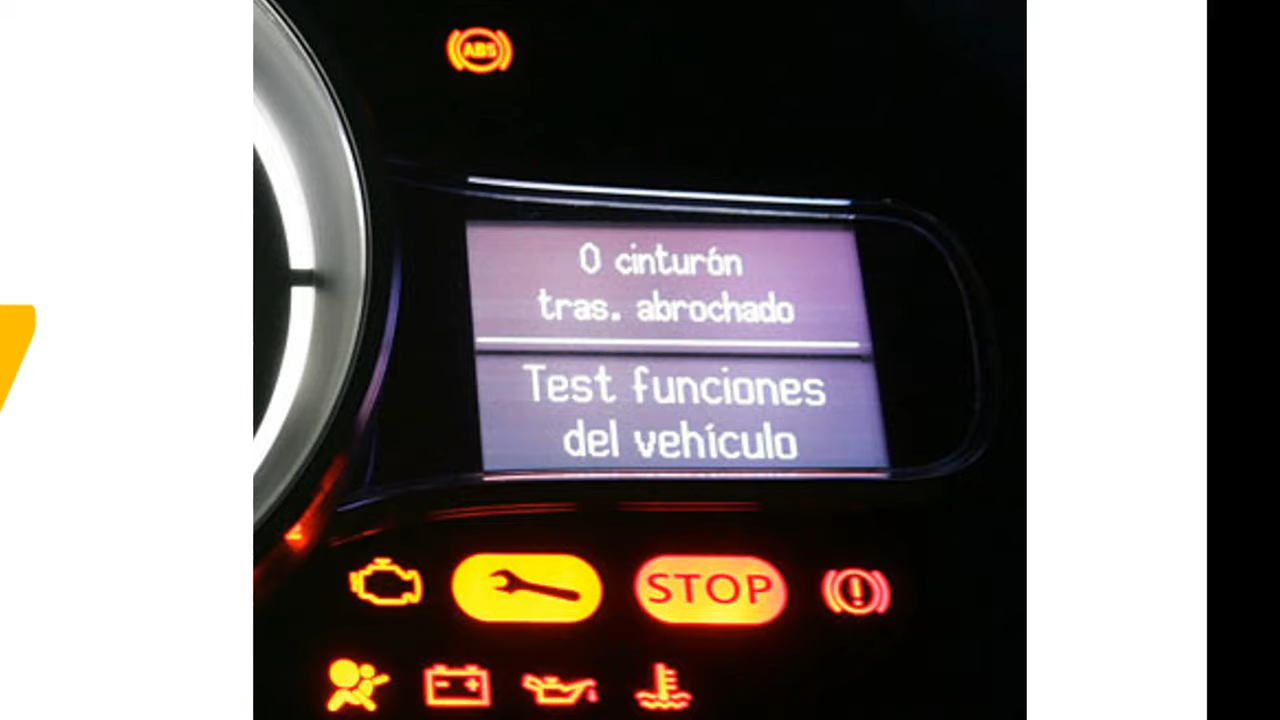 ABS
0 cinturón
tras. abrochado
Test funciones
del vehículo
STOP